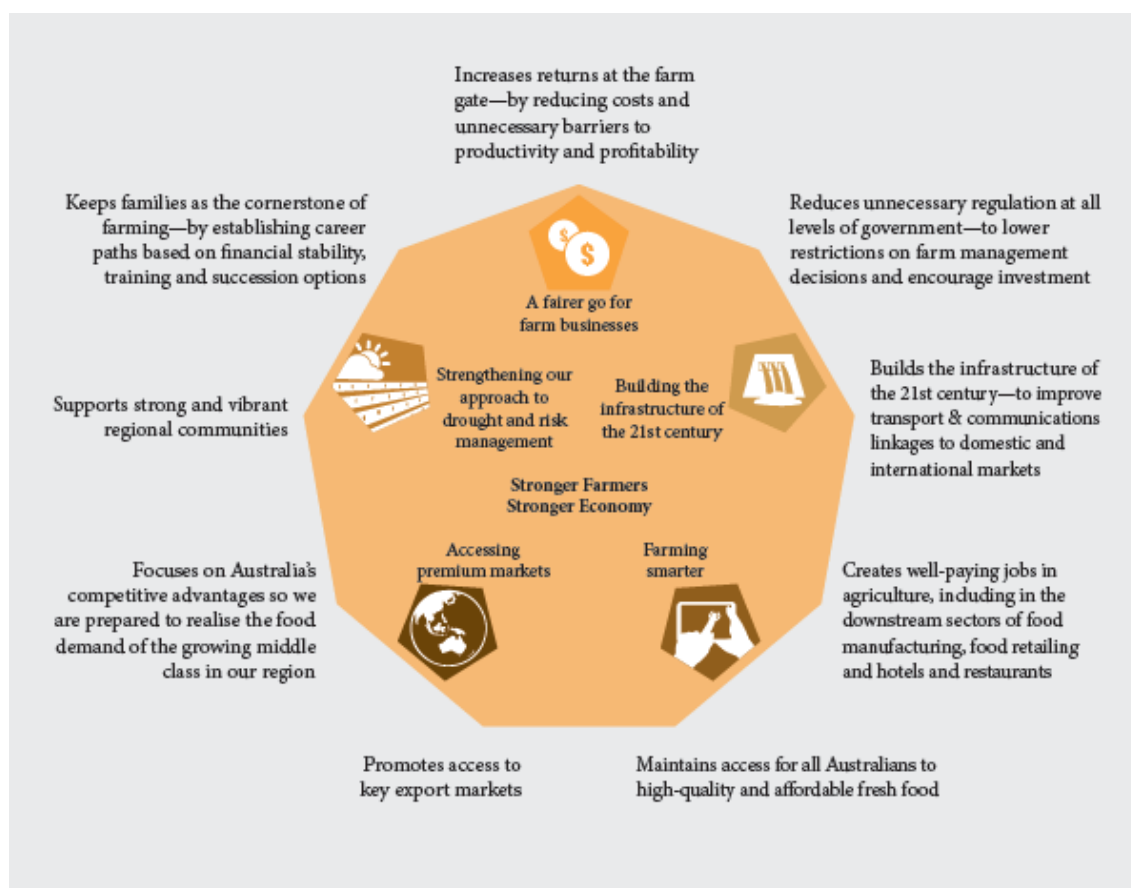 Increases returns at the farm
gate—by reducing costs and
unnecessary barriers to
productivity and profitability
Keeps families as the cornerstone of
farming—by establishing career
paths based on financial stability,
training and succession options
Reduces unnecessary regulation at all
levels of government—to lower
restrictions on farm management
decisions and encourage investment
$
$
A fairer go for
farm businesses
Supports strong and vibrant
regional communities
Strengthening our
approach to
drought and risk
management
Building the
infrastructure of
the 21st century
Builds the infrastructure of
the 21st century—to improve
transport & communications
linkages to domestic and
international markets
Stronger Farmers
Stronger Economy
Accessing
premium markets
Farming
smarter
Focuses on Australia's
competitive advantages so we
are prepared to realise the food
demand of the growing middle
class in our region
Creates well-paying jobs in
agriculture, including in the
downstream sectors of food
manufacturing, food retailing
and hotels and restaurants
Promotes access to
key export markets
Maintains access for all Australians to
high-quality and affordable fresh food